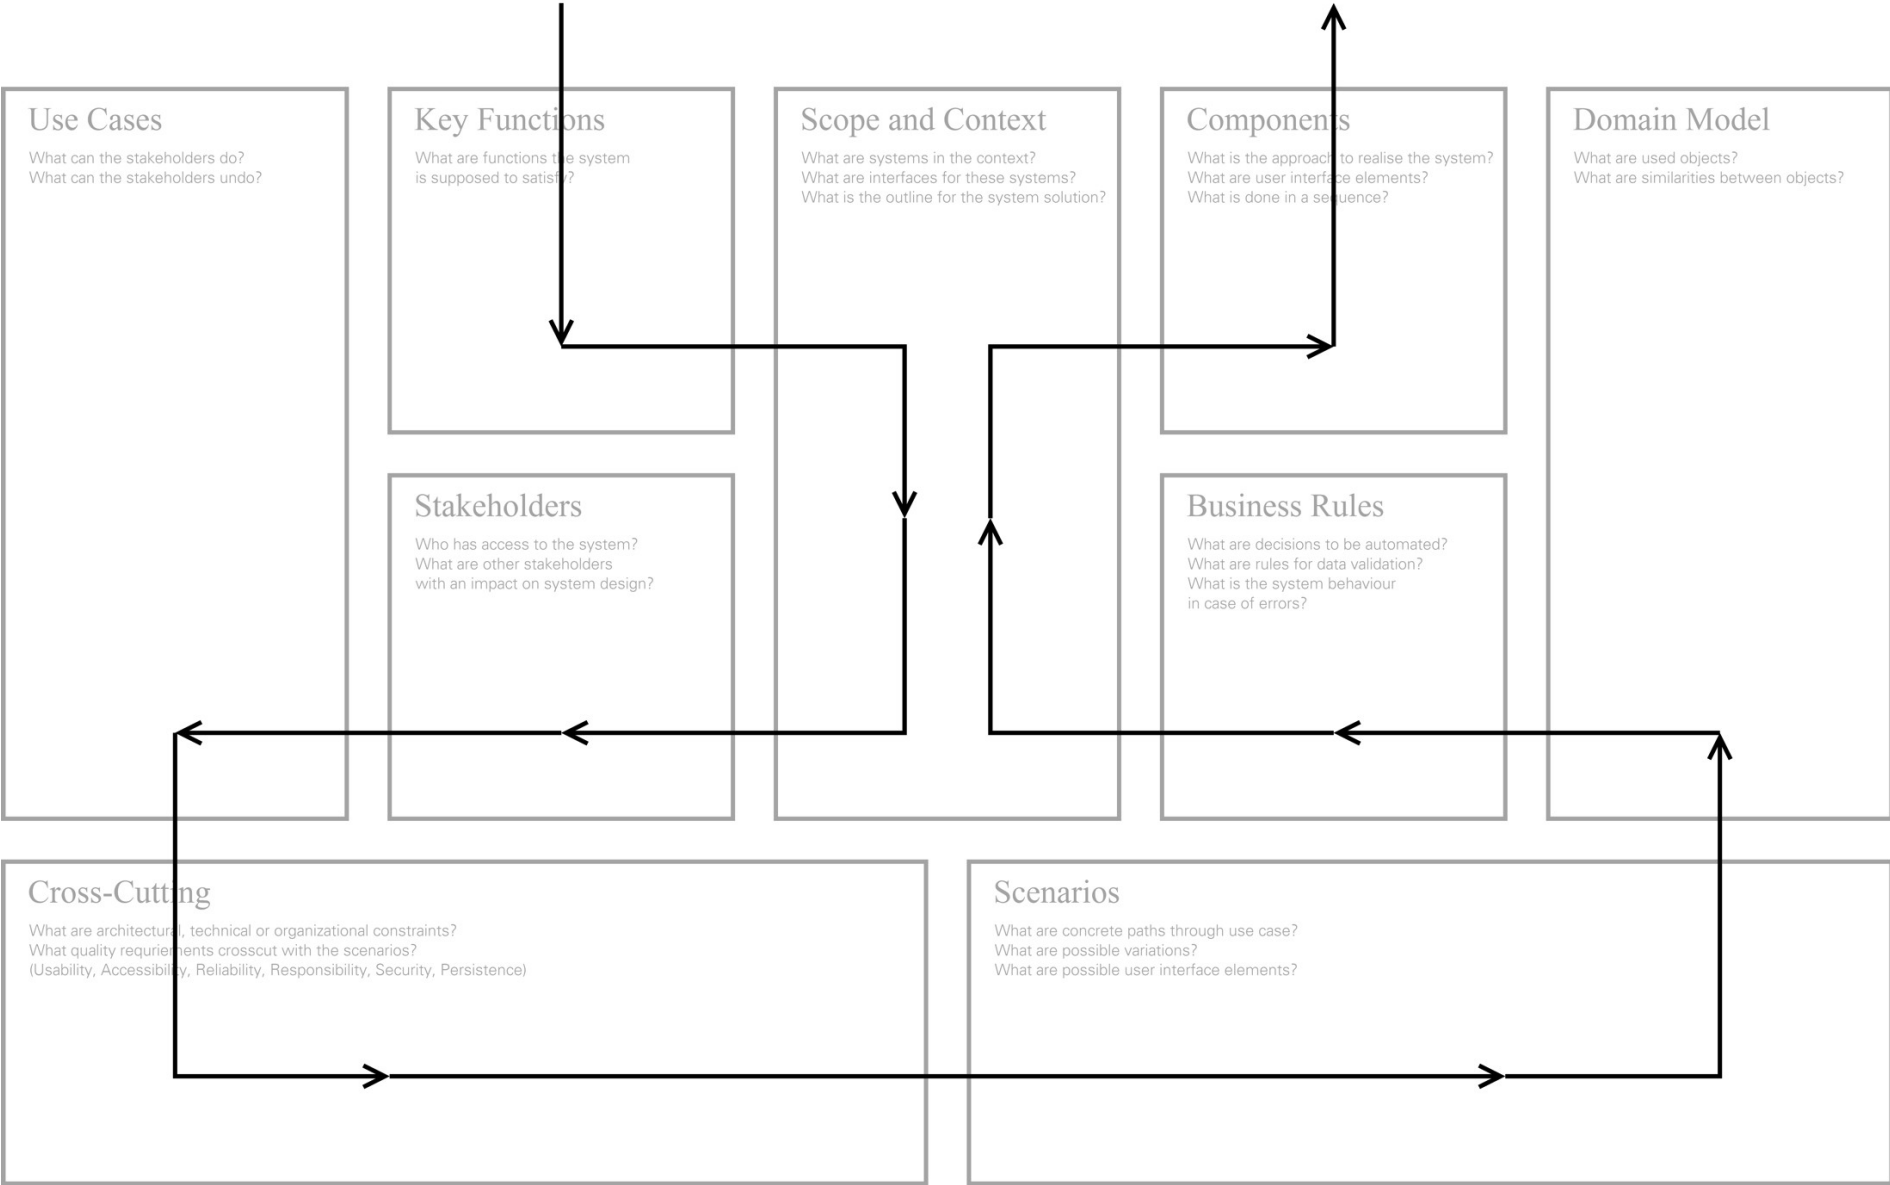 Use Cases
What can the stakeholders do?
What can the stakeholders undo?
Key Functions
What are functions the system
is supposed to satisfy?
Scope and Context
What are systems in the context?
What are interfaces for these systems?
What is the outline for the system solution?
Components
What is the approach to realise the system?
What are user interface elements?
What is done in a sequence?
Domain Model
What are used objects?
What are similarities between objects?
Stakeholders
Who has access to the system?
What are other stakeholders
with an impact on system design?
Business Rules
What are decisions to be automated?
What are rules for data validation?
What is the system behaviour
in case of errors?
Cross-Cutting
What are architectural, technical or organizational constraints?
What quality requriements crosscut with the scenarios?
(Usability, Accessibility, Reliability, Responsibility, Security, Persistence)
Scenarios
What are concrete paths through use case?
What are possible variations?
What are possible user interface elements?